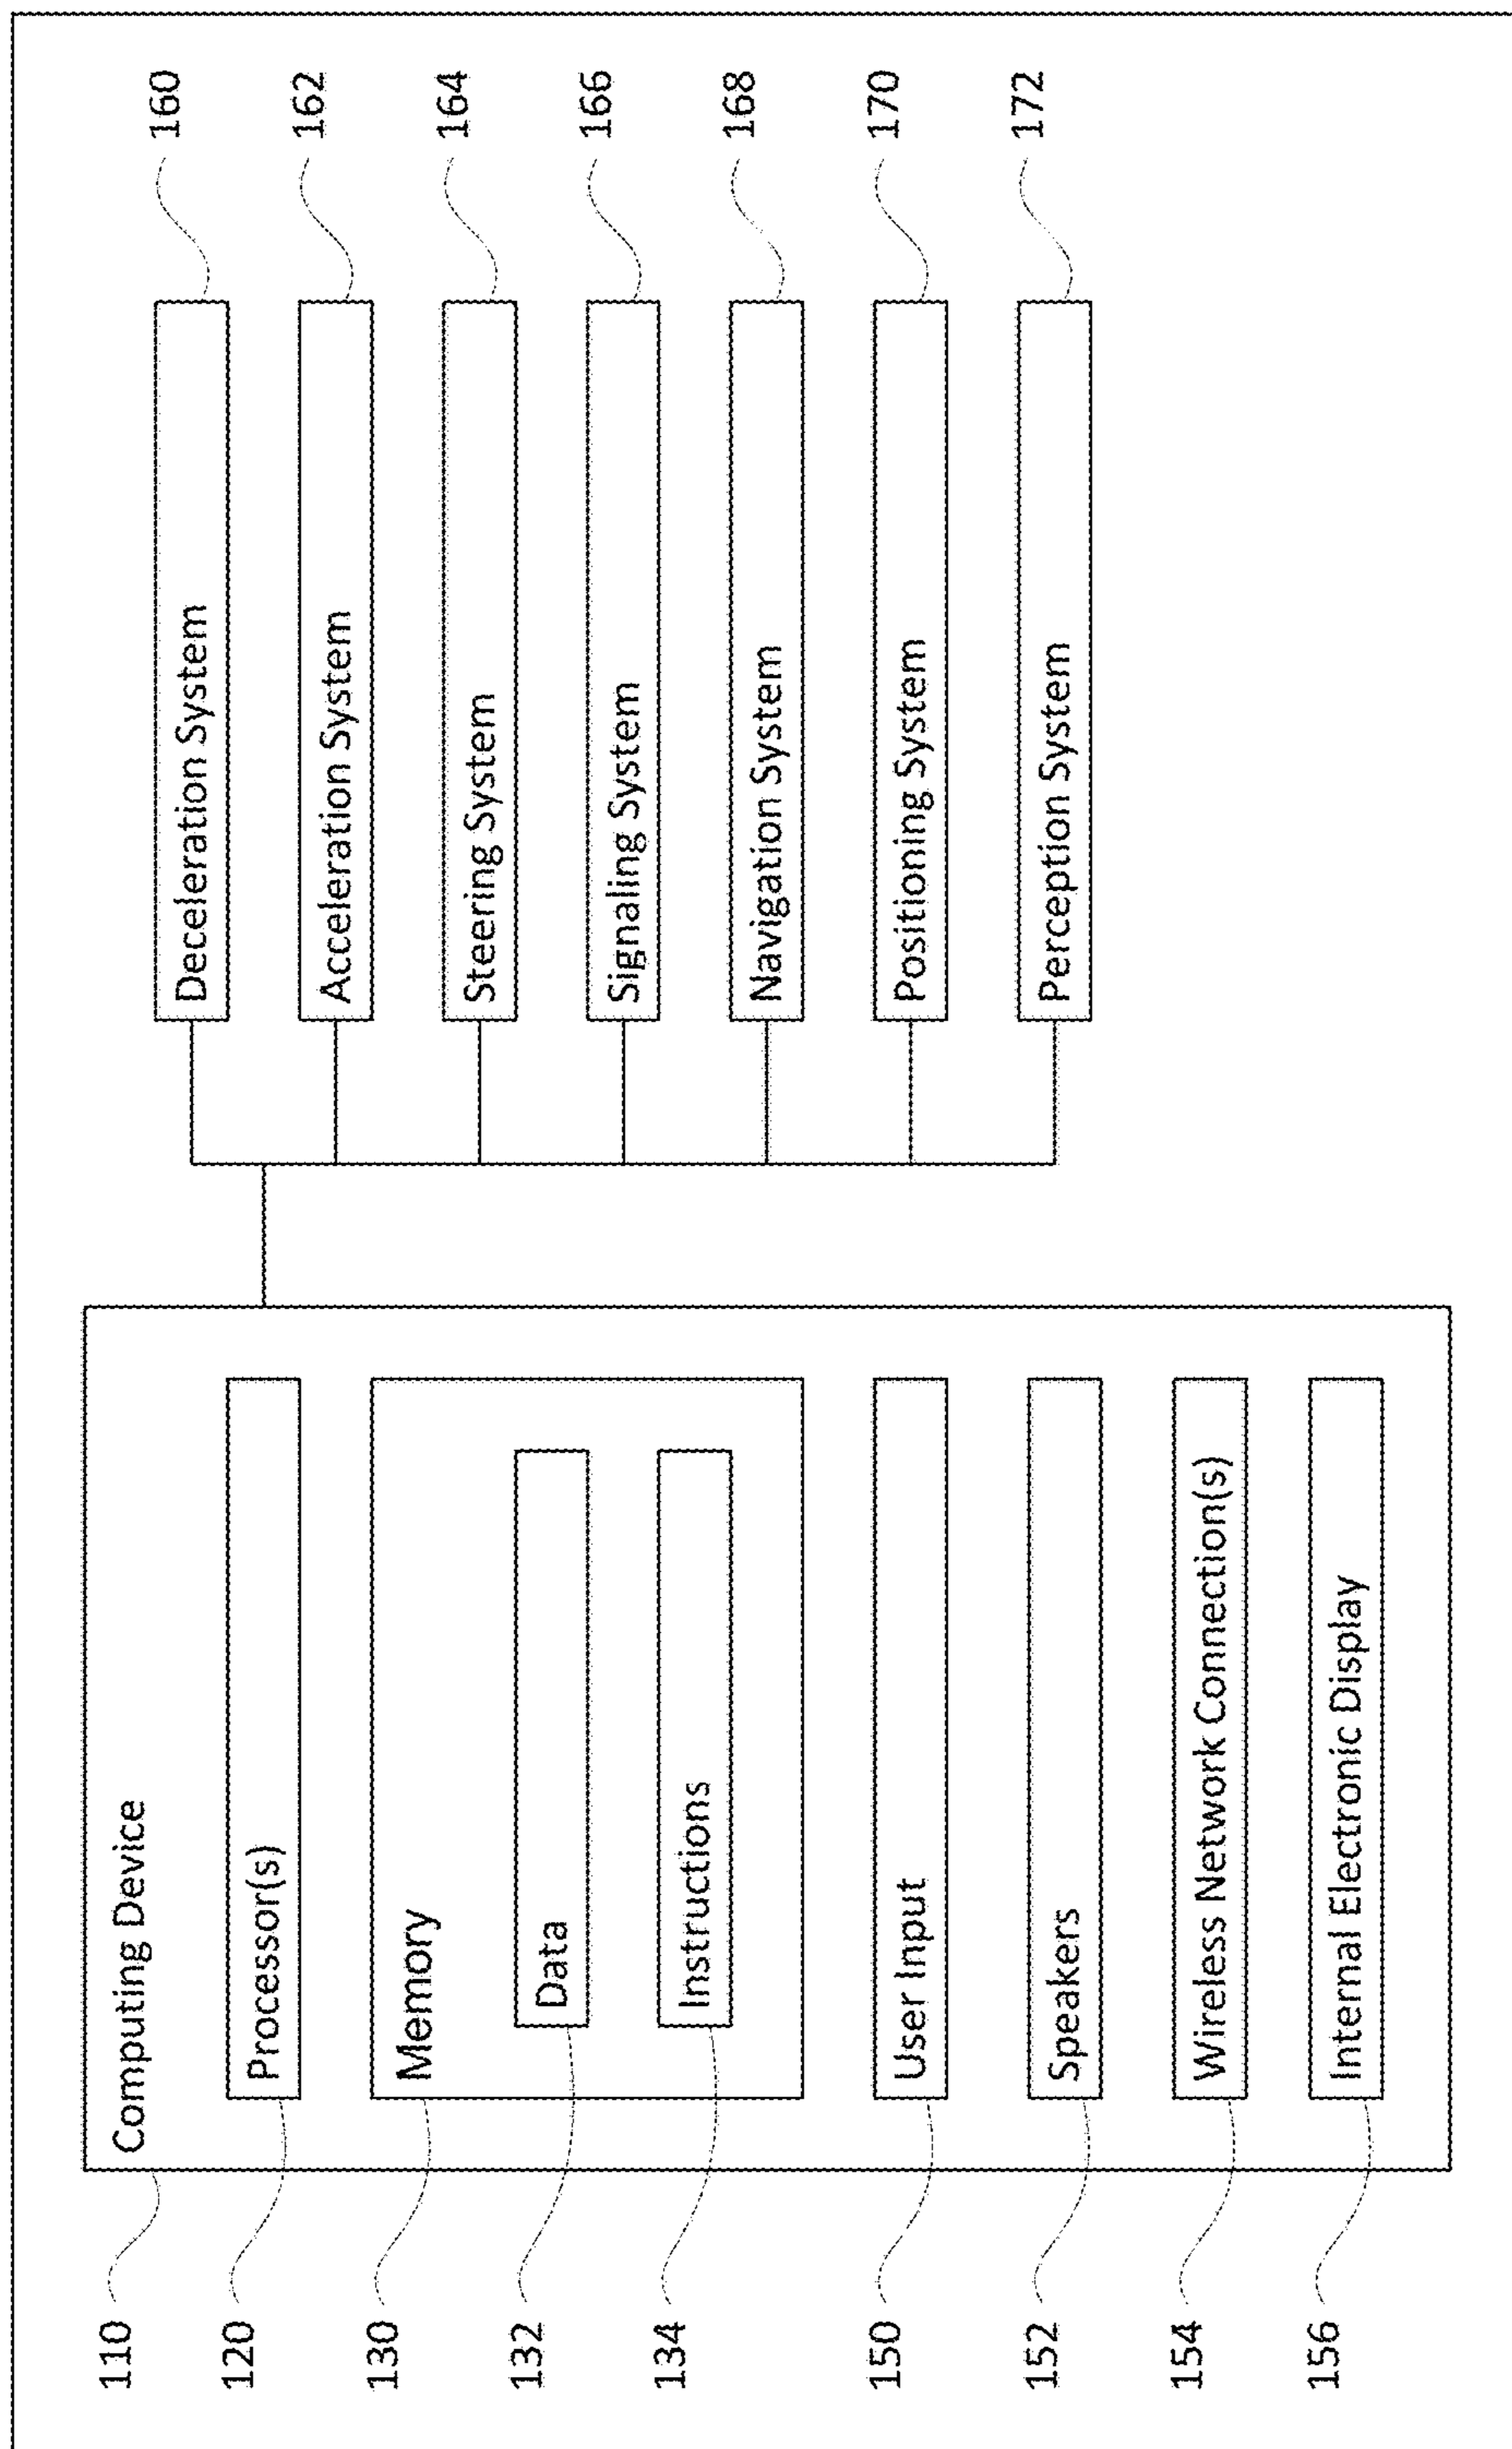 110
Computing Device
120
Processor(s)
130
Memory
132
Data
134
Instructions
150
User Input
152
Speakers
154
Wireless Network Connection(s)
156
Internal Electronic Display
Deceleration System
160
Acceleration System
162
Steering System
164
Signaling System
166
Navigation System
168
Positioning System
170
Perception System
172